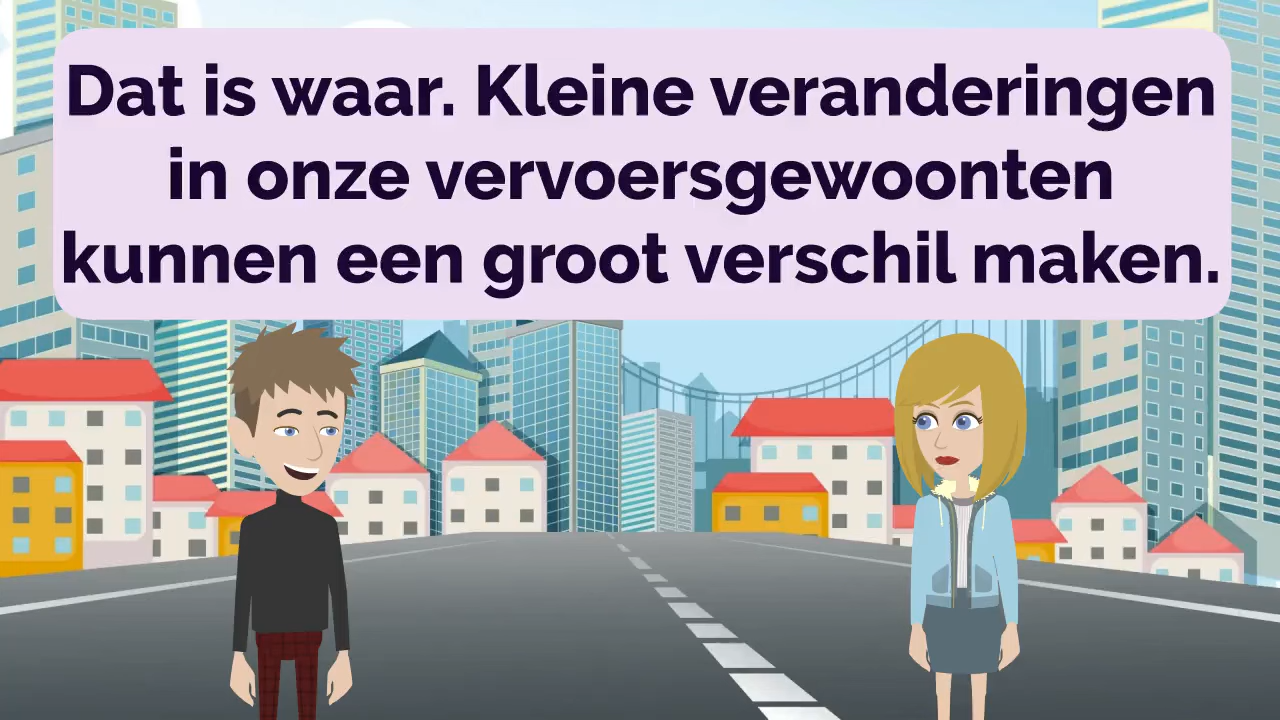 Dat is waar. Kleine veranderingen
in onze vervoersgewoonten
kunnen een groot verschil maken.